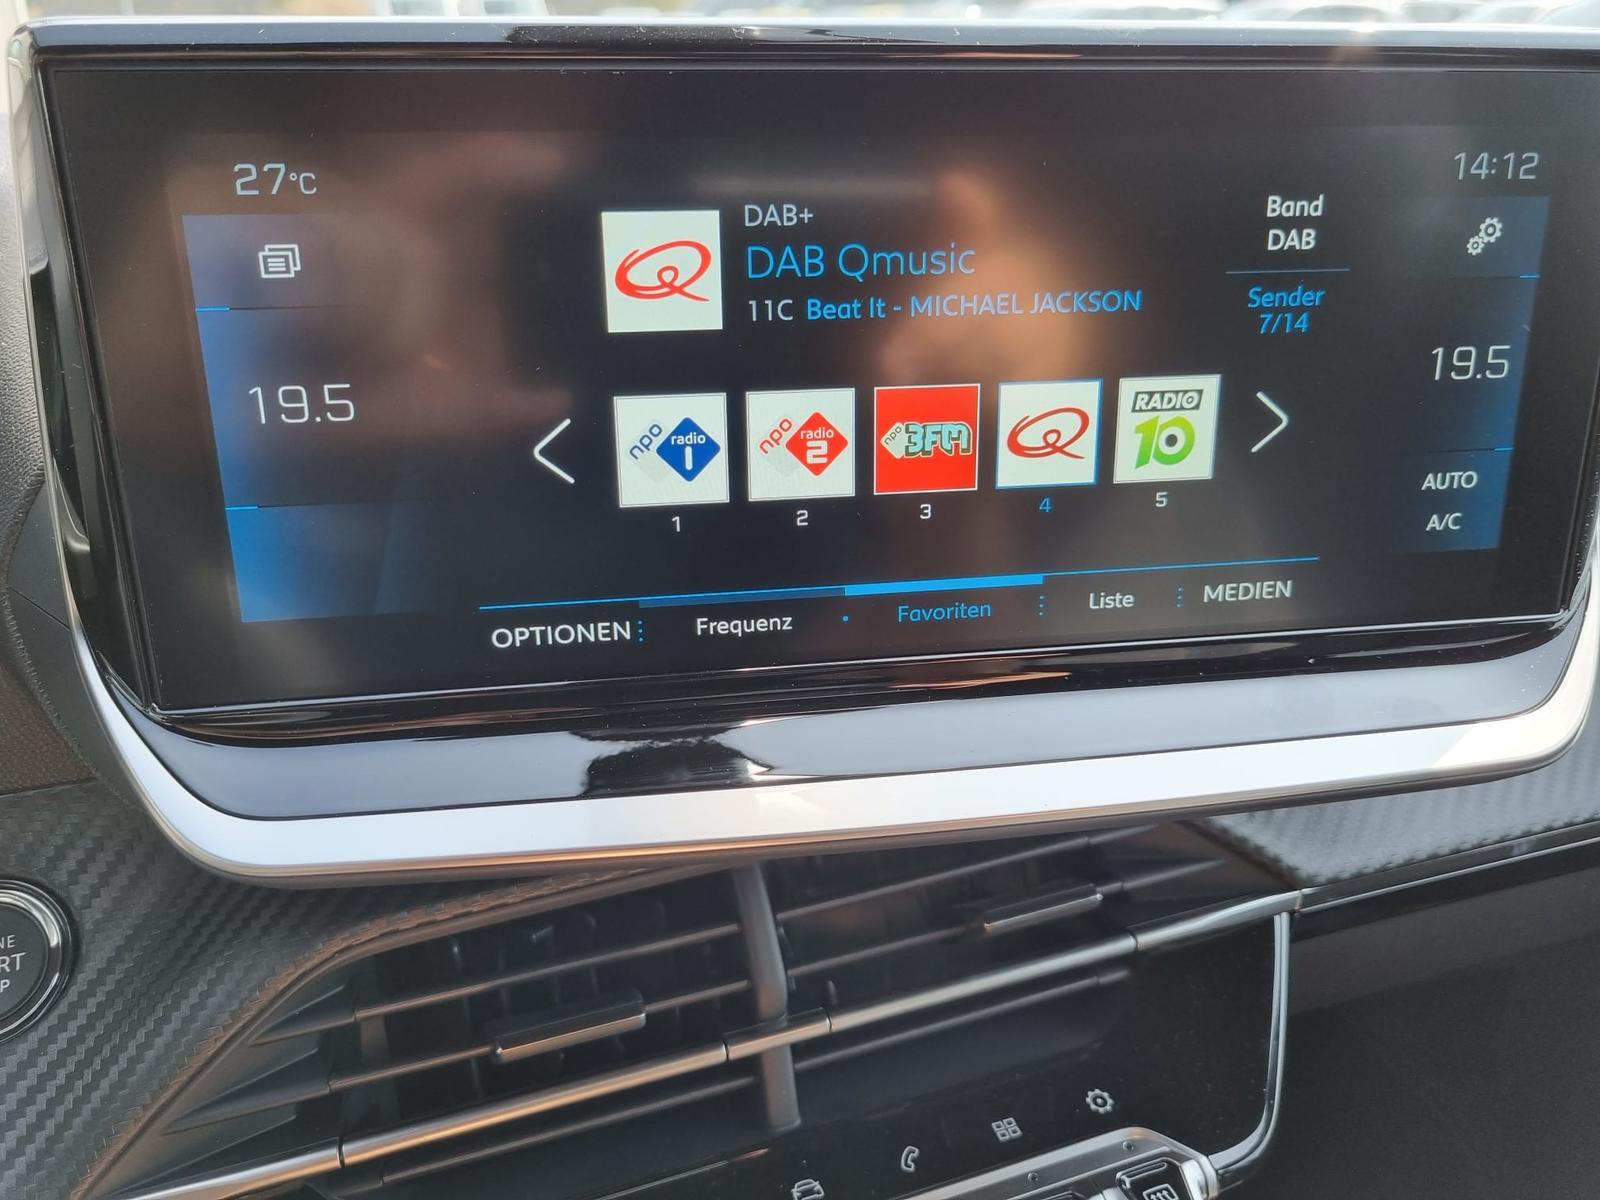 27°C
14:12
DAB+
DAB Qmusic
11C Beat It - MICHAEL JACKSON
Band
DAB
Sender
7/14
19.5
19.5
npo radio 1
npo radio 2
npo 3FM
Q
RADIO 10
1
2
3
4
5
AUTO
A/C
OPTIONEN
Frequenz
Favoriten
Liste
MEDIEN